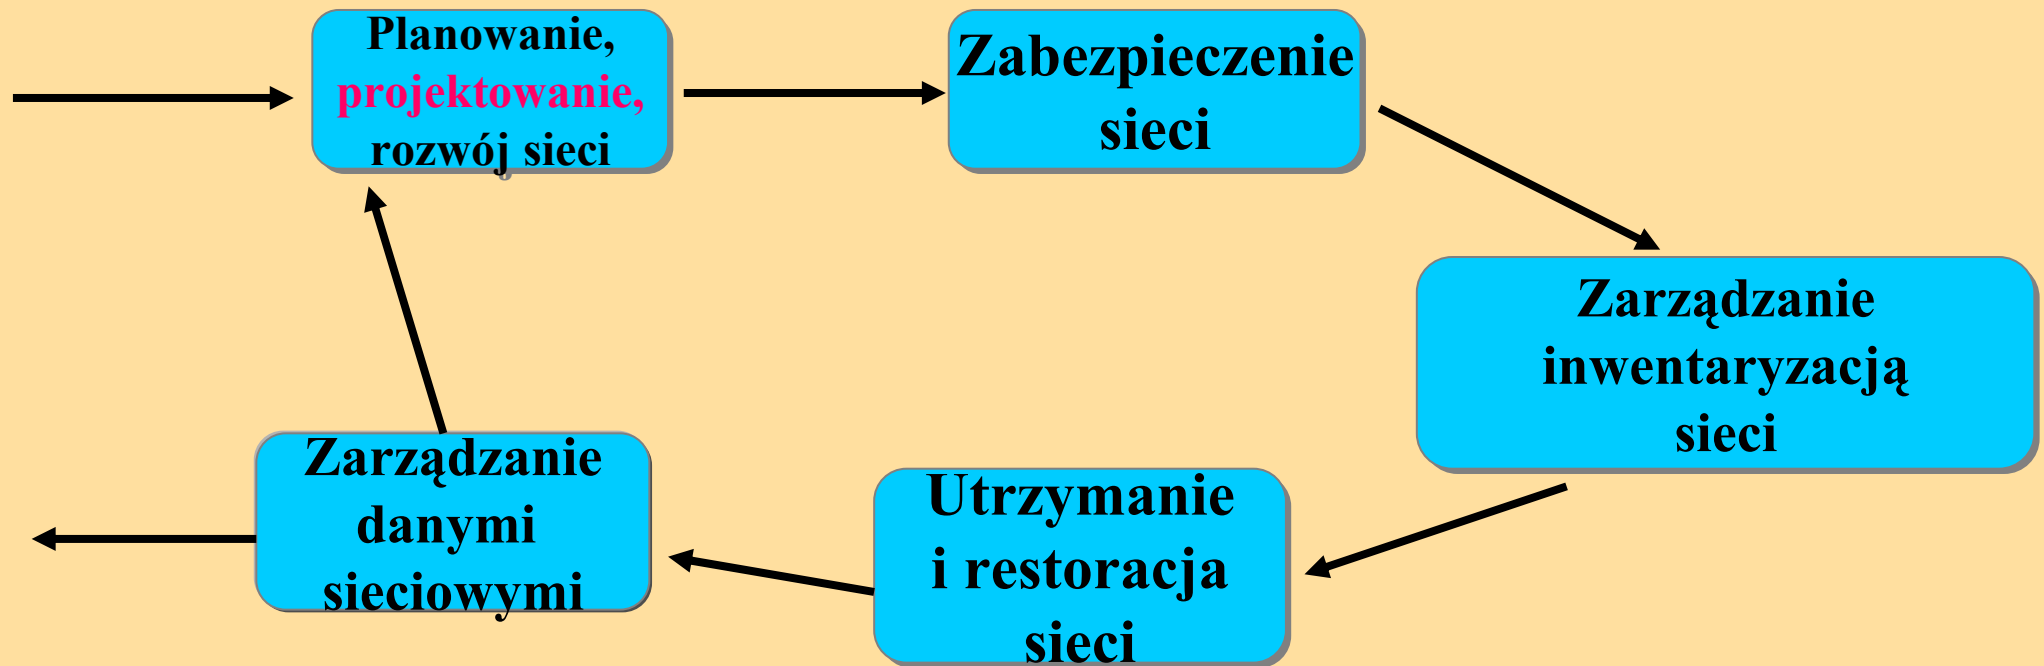 Planowanie,
projektowanie,
rozwój sieci
Zabezpieczenie
sieci
Zarządzanie
inwentaryzacją
sieci
Utrzymanie
i restoracja
sieci
Zarządzanie
danymi
sieciowymi